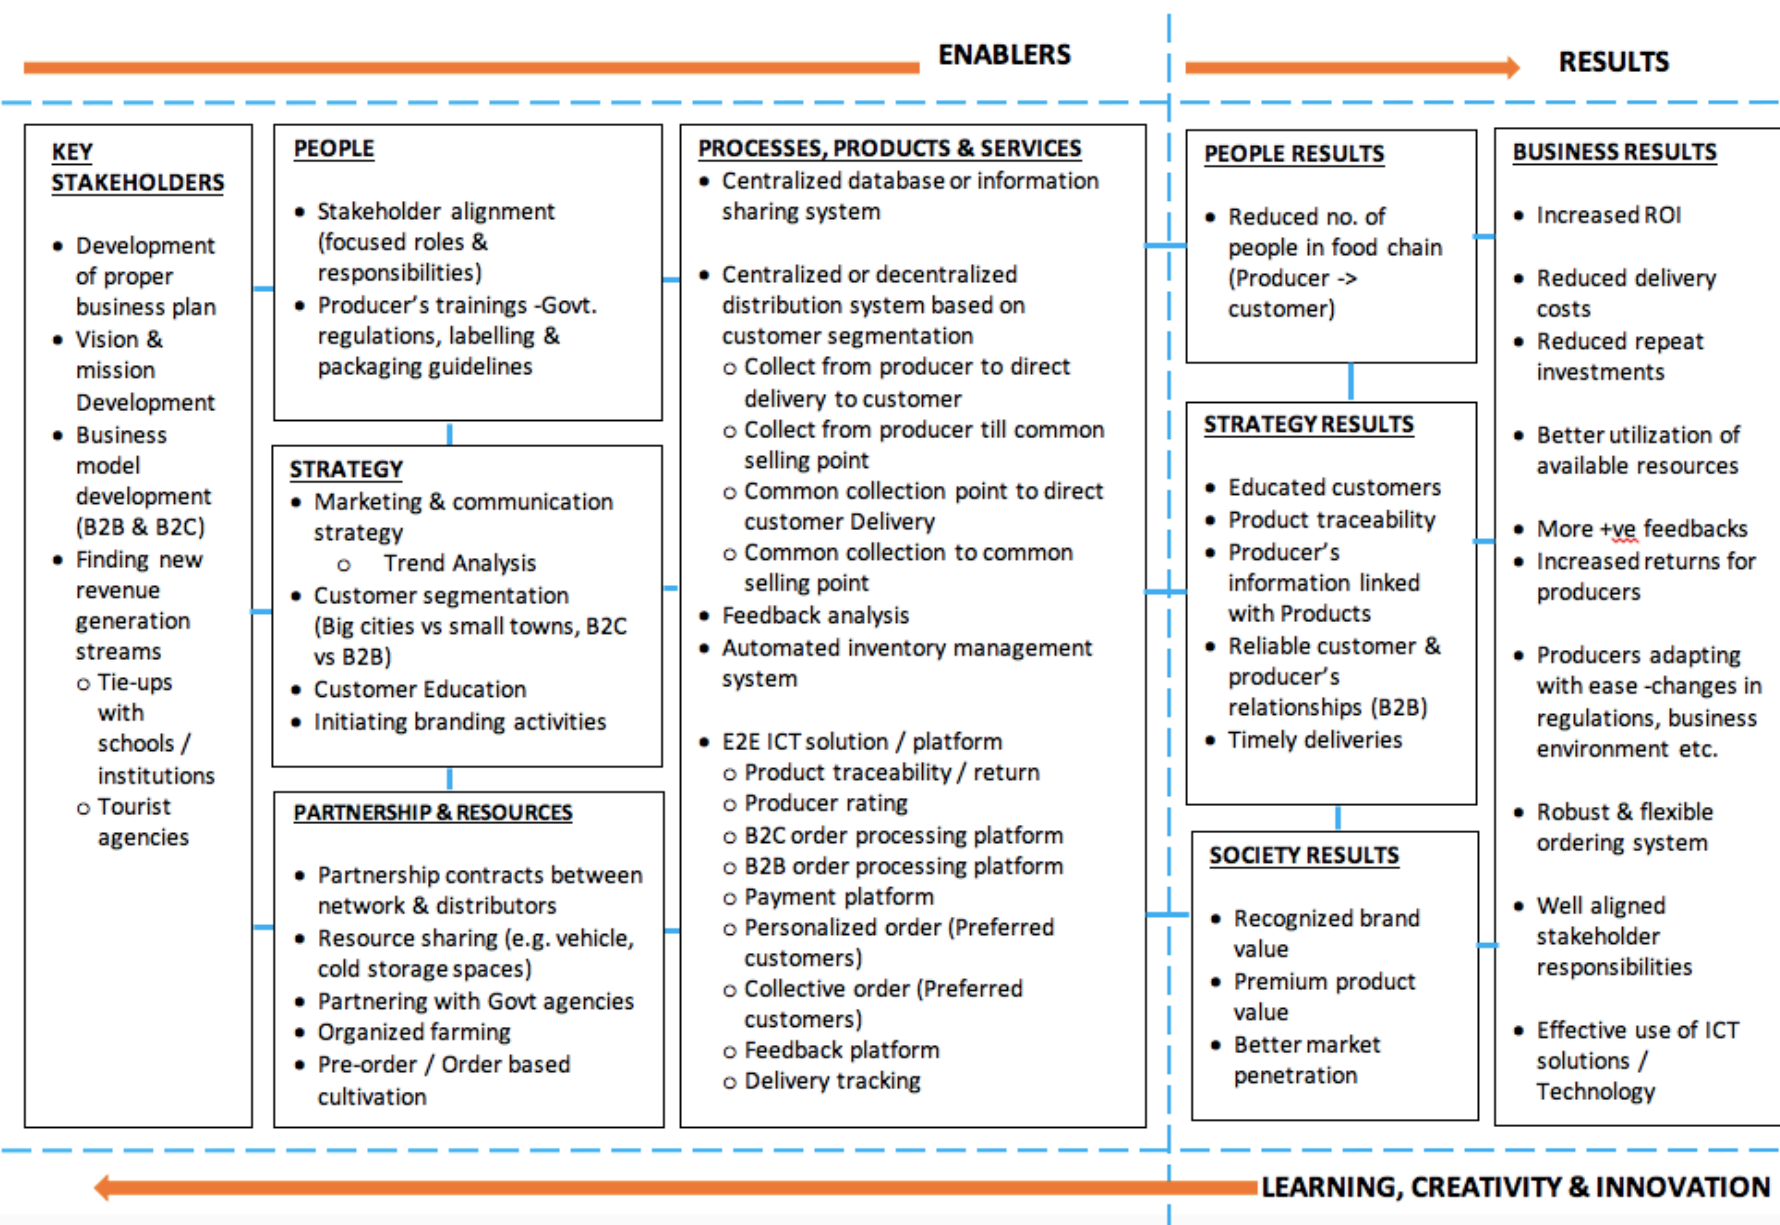 ENABLERS
RESULTS
KEY
STAKEHOLDERS
• Development
of proper
business plan
• Vision &
mission
Development
• Business
model
development
(B2B & B2C)
• Finding new
revenue
generation
streams
o Tie-ups
with
schools /
institutions
o Tourist
agencies
PEOPLE
• Stakeholder alignment
(focused roles &
responsibilities)
• Producer's trainings -Govt.
regulations, labelling &
packaging guidelines
STRATEGY
• Marketing & communication
strategy
o Trend Analysis
• Customer segmentation
(Big cities vs small towns, B2C
vs B2B)
• Customer Education
• Initiating branding activities
PARTNERSHIP & RESOURCES
• Partnership contracts between
network & distributors
• Resource sharing (e.g. vehicle,
cold storage spaces)
• Partnering with Govt agencies
• Organized farming
• Pre-order / Order based
cultivation
PROCESSES, PRODUCTS & SERVICES
• Centralized database or information
sharing system
• Centralized or decentralized
distribution system based on
customer segmentation
o Collect from producer to direct
delivery to customer
o Collect from producer till common
selling point
o Common collection point to direct
customer Delivery
o Common collection to common
selling point
• Feedback analysis
• Automated inventory management
system
• E2E ICT solution / platform
o Product traceability / return
o Producer rating
o B2C order processing platform
o B2B order processing platform
o Payment platform
o Personalized order (Preferred
customers)
o Collective order (Preferred
customers)
o Feedback platform
o Delivery tracking
PEOPLE RESULTS
• Reduced no. of
people in food chain
(Producer ->
customer)
STRATEGY RESULTS
• Educated customers
• Product traceability
• Producer's
information linked
with Products
• Reliable customer &
producer's
relationships (B2B)
• Timely deliveries
SOCIETY RESULTS
• Recognized brand
value
• Premium product
value
• Better market
penetration
BUSINESS RESULTS
• Increased ROI
• Reduced delivery
costs
• Reduced repeat
investments
• Better utilization of
available resources
• More +ve feedbacks
• Increased returns for
producers
• Producers adapting
with ease -changes in
regulations, business
environment etc.
• Robust & flexible
ordering system
• Well aligned
stakeholder
responsibilities
• Effective use of ICT
solutions /
Technology
LEARNING, CREATIVITY & INNOVATION